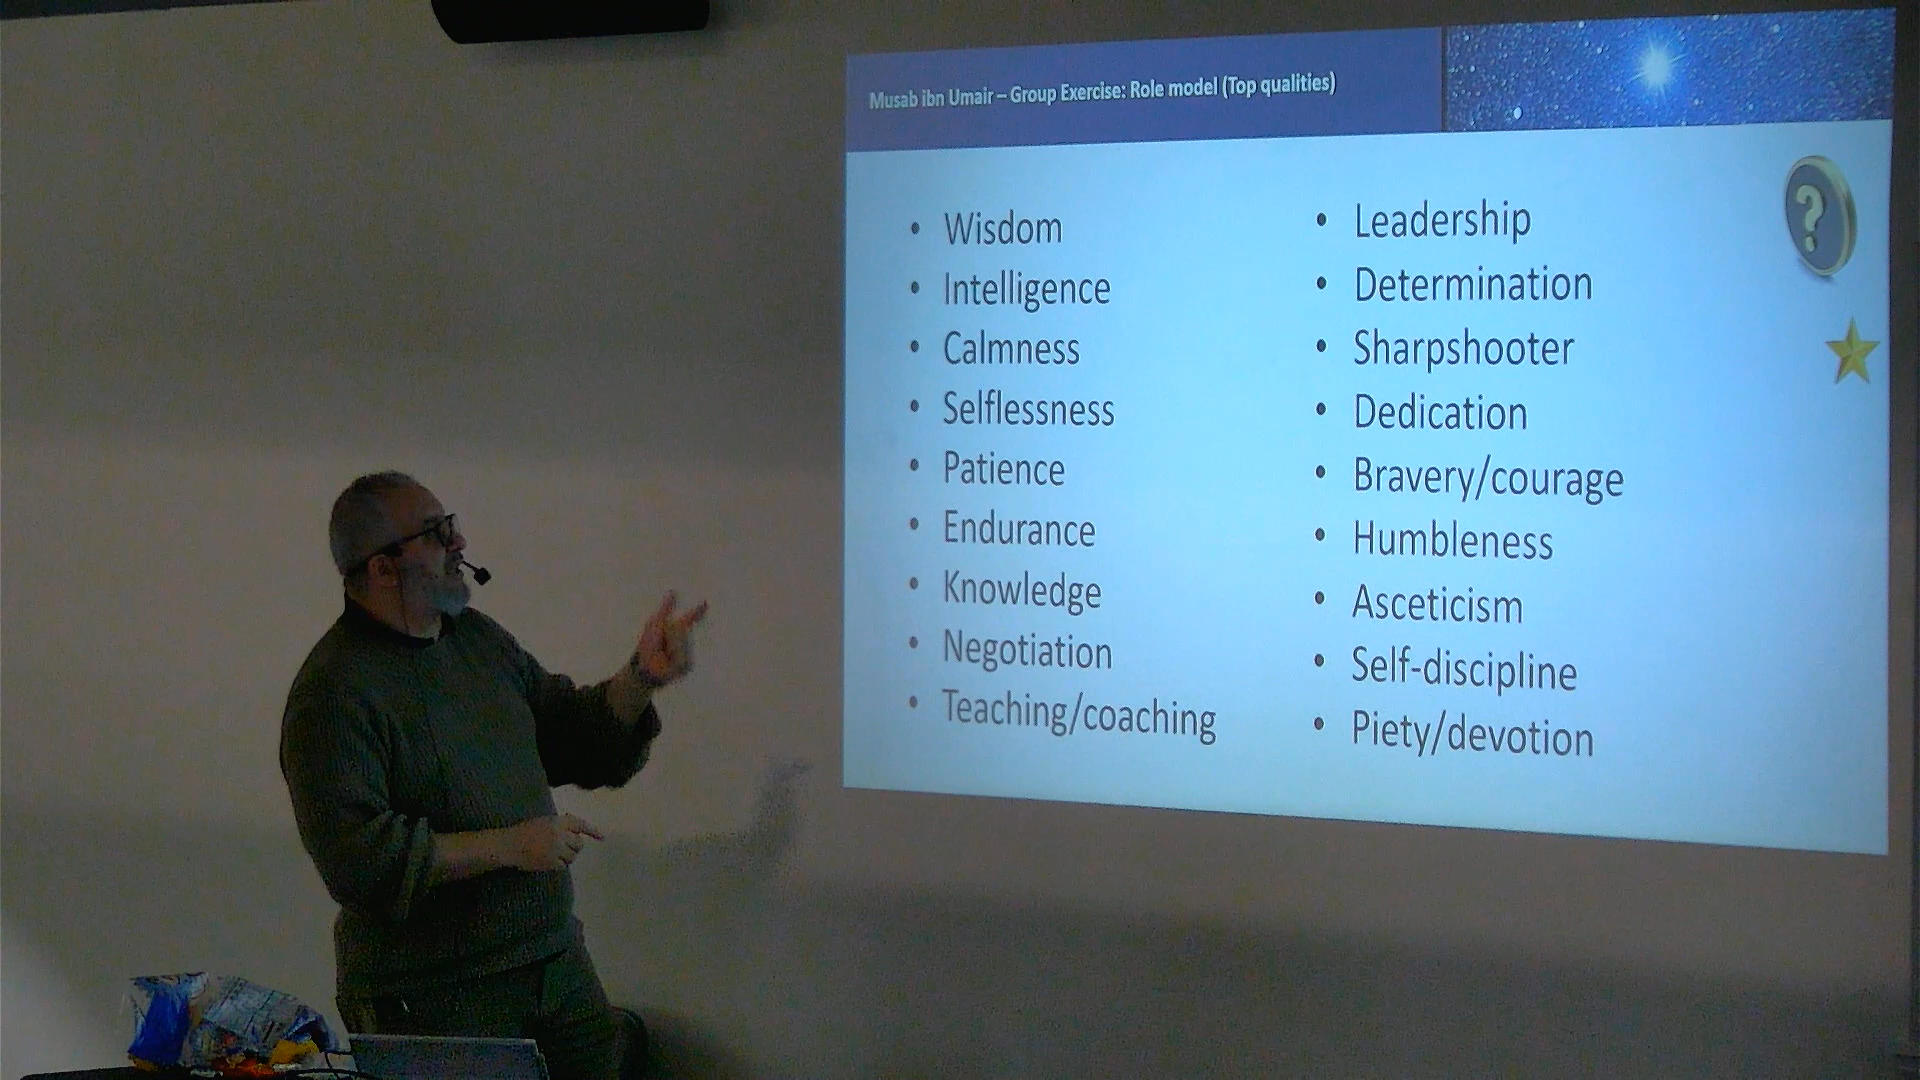 Musab ibn Umair – Group Exercise: Role model (Top qualities)
• Wisdom
• Intelligence
• Calmness
• Selflessness
• Patience
• Endurance
• Knowledge
• Negotiation
• Teaching/coaching
• Leadership
• Determination
• Sharpshooter
• Dedication
• Bravery/courage
• Humbleness
• Asceticism
• Self-discipline
• Piety/devotion
?